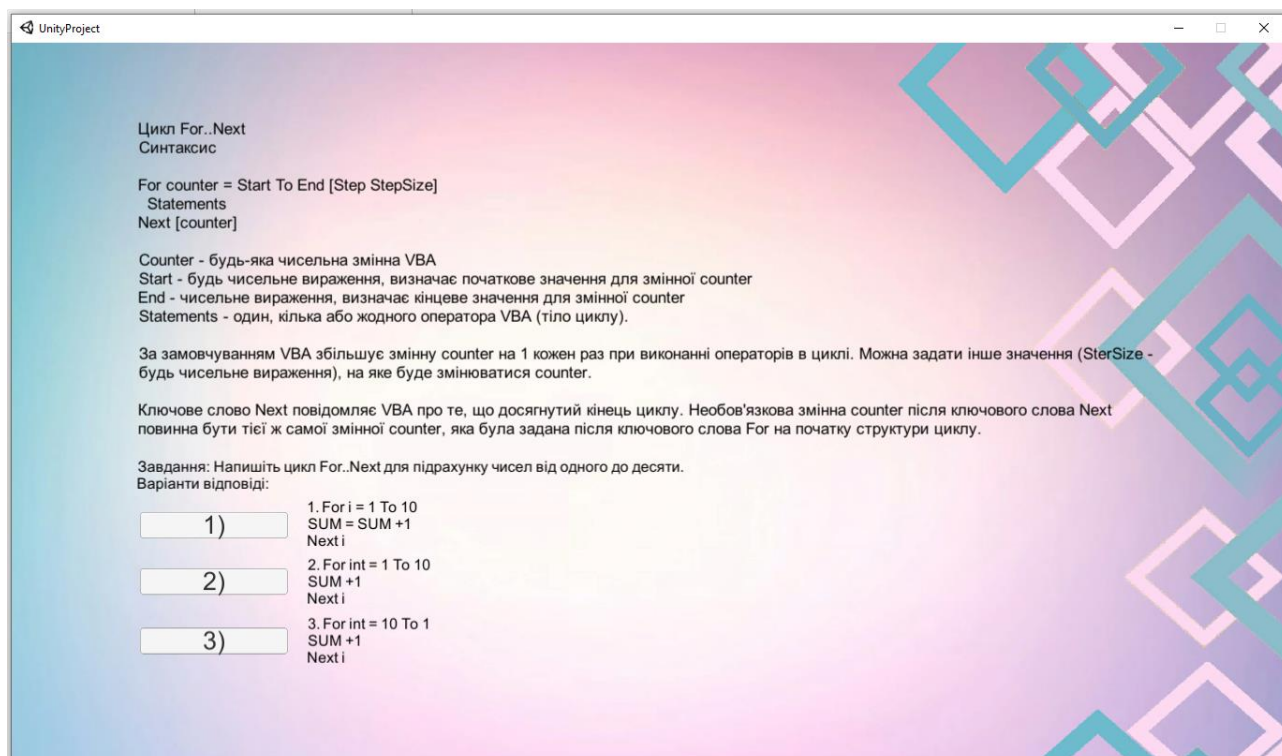 UnityProject
Цикл For..Next
Синтаксис
For counter = Start To End [Step StepSize]
Statements
Next [counter]
Counter - будь-яка чисельна змінна VBA
Start - будь чисельне вираження, визначає початкове значення для змінної counter
End - чисельне вираження, визначає кінцеве значення для змінної counter
Statements - один, кілька або жодного оператора VBA (тіло циклу).
За замовчуванням VBA збільшує змінну counter на 1 кожен раз при виконанні операторів в циклі. Можна задати інше значення (SterSize -
будь чисельне вираження), на яке буде змінюватися counter.
Ключове слово Next повідомляє VBA про те, що досягнутий кінець циклу. Необов'язкова змінна counter після ключового слова Next
повинна бути тієї ж самої змінної counter, яка була задана після ключового слова For на початку структури циклу.
Завдання: Напишіть цикл For..Next для підрахунку чисел від одного до десяти.
Варіанти відповіді:
1)
1. For i = 1 To 10
SUM = SUM +1
Next i
2)
2. For int = 1 To 10
SUM +1
Next i
3)
3. For int = 10 To 1
SUM +1
Next i